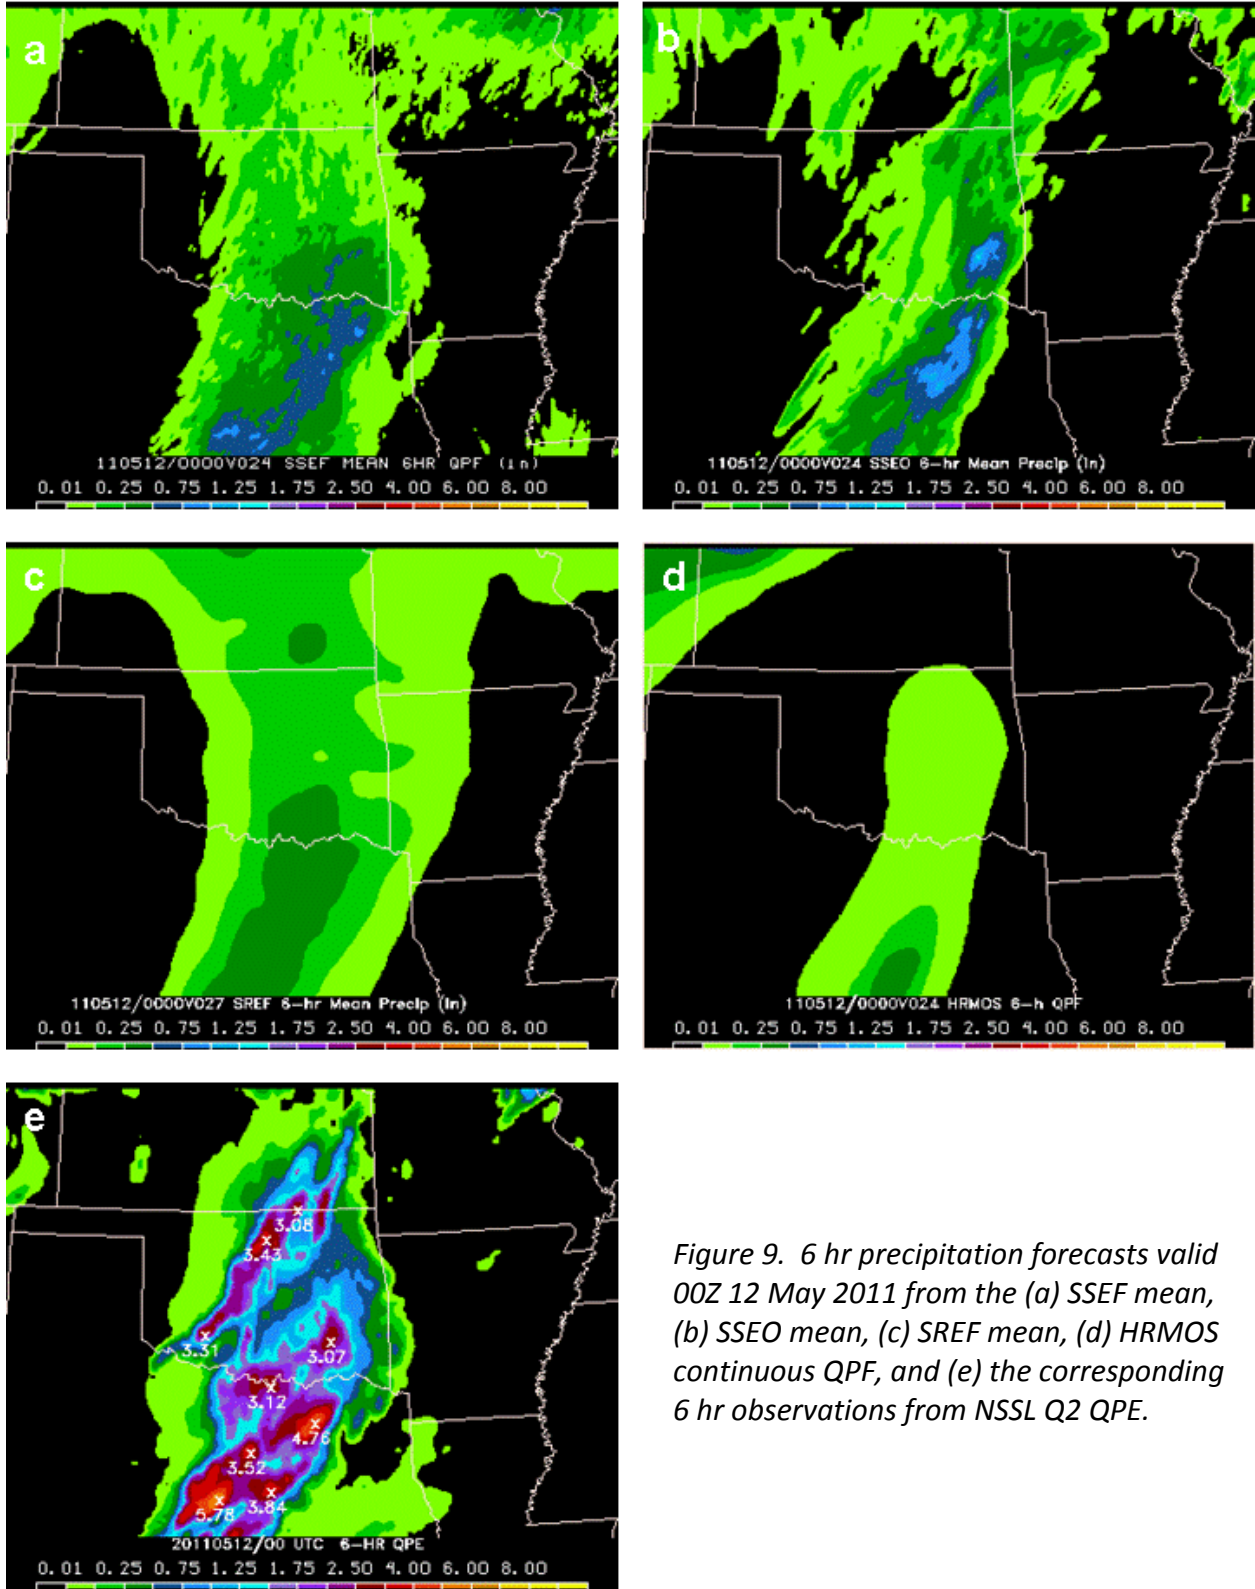 a
110512/0000V024 SSEF MEAN 6HR QPF (in)
0.01 0.25 0.75 1.25 1.75 2.50 4.00 6.00 8.00
b
110512/0000V024 SSEO 6-hr Mean Precip (in)
0.01 0.25 0.75 1.25 1.75 2.50 4.00 6.00 8.00
c
110512/0000V027 SREF 6-hr Mean Precip (in)
0.01 0.25 0.75 1.25 1.75 2.50 4.00 6.00 8.00
d
110512/0000V024 HRMOS 6-h QPF
0.01 0.25 0.75 1.25 1.75 2.50 4.00 6.00 8.00
e
3.08
3.43
3.31
3.07
3.12
4.76
3.52
3.84
5.78
20110512/00 UTC 6-HR QPE
0.01 0.25 0.75 1.25 1.75 2.50 4.00 6.00 8.00
Figure 9. 6 hr precipitation forecasts valid
00Z 12 May 2011 from the (a) SSEF mean,
(b) SSEO mean, (c) SREF mean, (d) HRMOS
continuous QPF, and (e) the corresponding
6 hr observations from NSSL Q2 QPE.